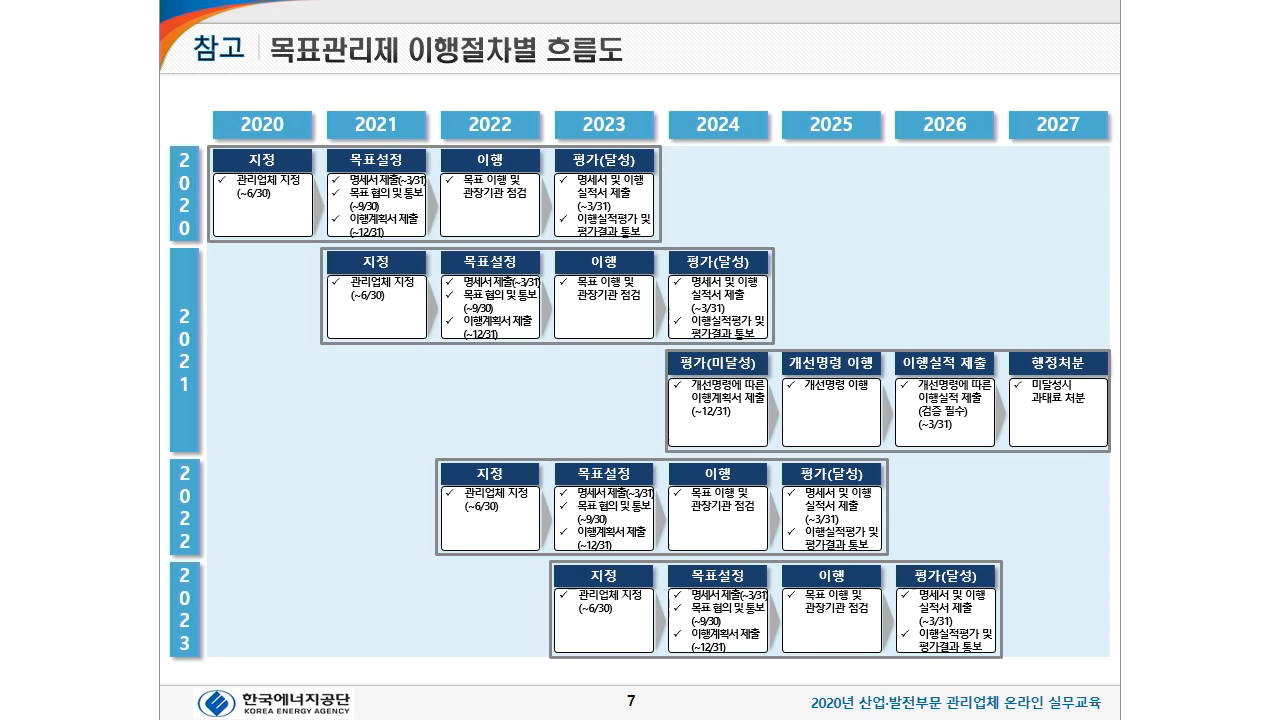 참고 목표관리제 이행절차별 흐름도
2020 2021 2022 2023 2024 2025 2026 2027
2020
지정
✓ 관리업체 지정
(~6/30)
목표설정
✓ 명세서 제출(~3/31)
✓ 목표 협의 및 통보
(~9/30)
✓ 이행계획서 제출
(~12/31)
이행
✓ 목표 이행 및
관장기관 점검
평가(달성)
✓ 명세서 및 이행
실적서 제출
(~3/31)
✓ 이행실적평가 및
평가결과 통보
2021
지정
✓ 관리업체 지정
(~6/30)
목표설정
✓ 명세서 제출(~3/31)
✓ 목표 협의 및 통보
(~9/30)
✓ 이행계획서 제출
(~12/31)
이행
✓ 목표 이행 및
관장기관 점검
평가(달성)
✓ 명세서 및 이행
실적서 제출
(~3/31)
✓ 이행실적평가 및
평가결과 통보
평가(미달성)
✓ 개선명령에 따른
이행계획서 제출
(~12/31)
개선명령 이행
✓ 개선명령 이행
이행실적 제출
✓ 개선명령에 따른
이행실적 제출
(검증 필수)
(~3/31)
행정처분
✓ 미달성시
과태료 처분
2022
지정
✓ 관리업체 지정
(~6/30)
목표설정
✓ 명세서 제출(~3/31)
✓ 목표 협의 및 통보
(~9/30)
✓ 이행계획서 제출
(~12/31)
이행
✓ 목표 이행 및
관장기관 점검
평가(달성)
✓ 명세서 및 이행
실적서 제출
(~3/31)
✓ 이행실적평가 및
평가결과 통보
2023
지정
✓ 관리업체 지정
(~6/30)
목표설정
✓ 명세서 제출(~3/31)
✓ 목표 협의 및 통보
(~9/30)
✓ 이행계획서 제출
(~12/31)
이행
✓ 목표 이행 및
관장기관 점검
평가(달성)
✓ 명세서 및 이행
실적서 제출
(~3/31)
✓ 이행실적평가 및
평가결과 통보
한국에너지공단
KOREA ENERGY AGENCY
7
2020년 산업·발전부문 관리업체 온라인 실무교육